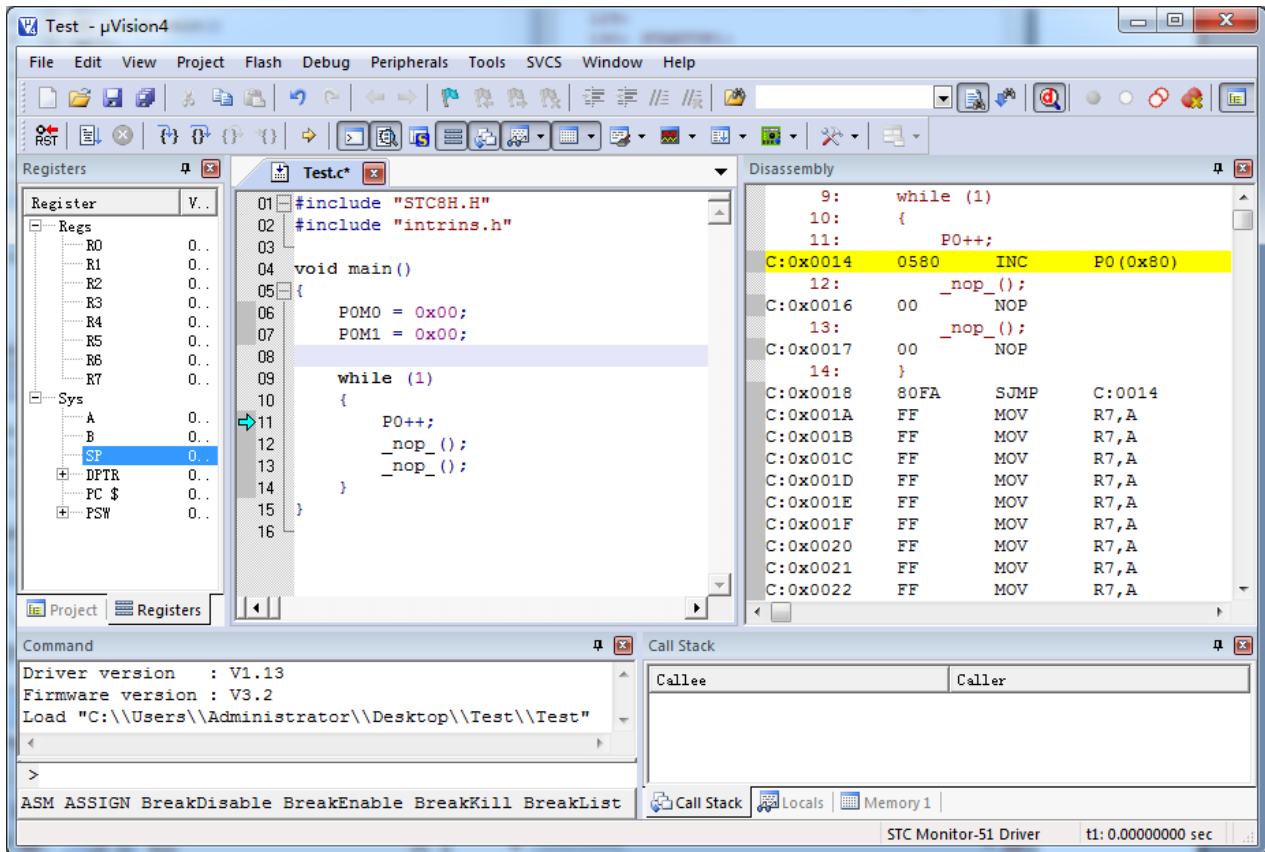 Test - µVision4
File Edit View Project Flash Debug Peripherals Tools SVCS Window Help
RST
Registers
Register V..
Regs
R0 0..
R1 0..
R2 0..
R3 0..
R4 0..
R5 0..
R6 0..
R7 0..
Sys
A 0..
B 0..
SP 0..
DPTR 0..
PC $ 0..
PSW 0..
Project Registers
Test.c*
01 #include "STC8H.H"
02 #include "intrins.h"
03
04 void main()
05 {
06 P0M0 = 0x00;
07 P0M1 = 0x00;
08
09 while (1)
10 {
11 P0++;
12 _nop_();
13 _nop_();
14 }
15 }
16
Disassembly
9: while (1)
10: {
11: P0++;
C:0x0014 0580 INC P0(0x80)
12: _nop_();
C:0x0016 00 NOP
13: _nop_();
C:0x0017 00 NOP
14: }
C:0x0018 80FA SJMP C:0014
C:0x001A FF MOV R7,A
C:0x001B FF MOV R7,A
C:0x001C FF MOV R7,A
C:0x001D FF MOV R7,A
C:0x001E FF MOV R7,A
C:0x001F FF MOV R7,A
C:0x0020 FF MOV R7,A
C:0x0021 FF MOV R7,A
C:0x0022 FF MOV R7,A
Command
Driver version : V1.13
Firmware version : V3.2
Load "C:\\Users\\Administrator\\Desktop\\Test\\Test"
>
ASM ASSIGN BreakDisable BreakEnable BreakKill BreakList
Call Stack
Callee Caller
Call Stack Locals Memory 1
STC Monitor-51 Driver t1: 0.00000000 sec